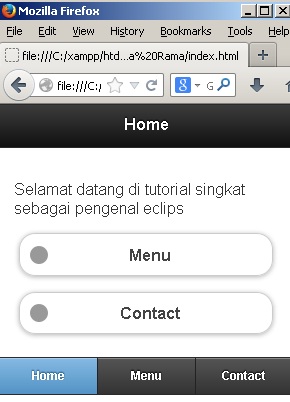 Mozilla Firefox
File Edit View History Bookmarks Tools Help
file:///C:/xampp/htd...a%20Rama/index.html
file:///C:/
G
Home
Selamat datang di tutorial singkat
sebagai pengenal eclips
Menu
Contact
Home Menu Contact